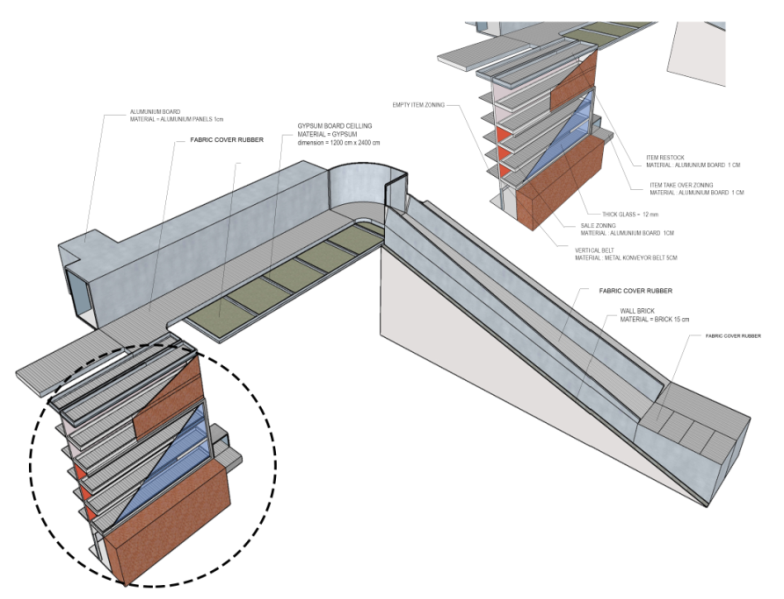 ALUMUNIUM BOARD
MATERIAL = ALUMUNIUM PANELS 1cm
FABRIC COVER RUBBER
GYPSUM BOARD CEILLING
MATERIAL = GYPSUM
dimension = 1200 cm x 2400 cm
EMPTY ITEM ZONING
ITEM RESTOCK
MATERIAL : ALUMUNIUM BOARD 1 CM
ITEM TAKE OVER ZONING
MATERIAL : ALUMUNIUM BOARD 1 CM
THICK GLASS = 12 mm
SALE ZONING
MATERIAL : ALUMUNIUM BOARD 1CM
VERTICAL BELT
MATERIAL : METAL KONVEYOR BELT 5CM
FABRIC COVER RUBBER
WALL BRICK
MATERIAL = BRICK 15 cm
FABRIC COVER RUBBER